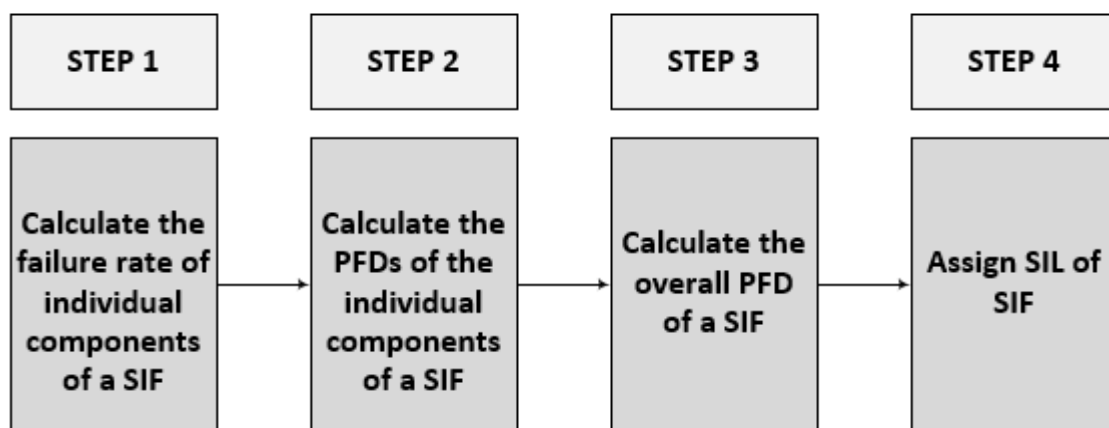 STEP 1
STEP 2
STEP 3
STEP 4
Calculate the
failure rate of
individual
components
of a SIF
Calculate the
PFDs of the
individual
components
of a SIF
Calculate the
overall PFD
of a SIF
Assign SIL of
SIF